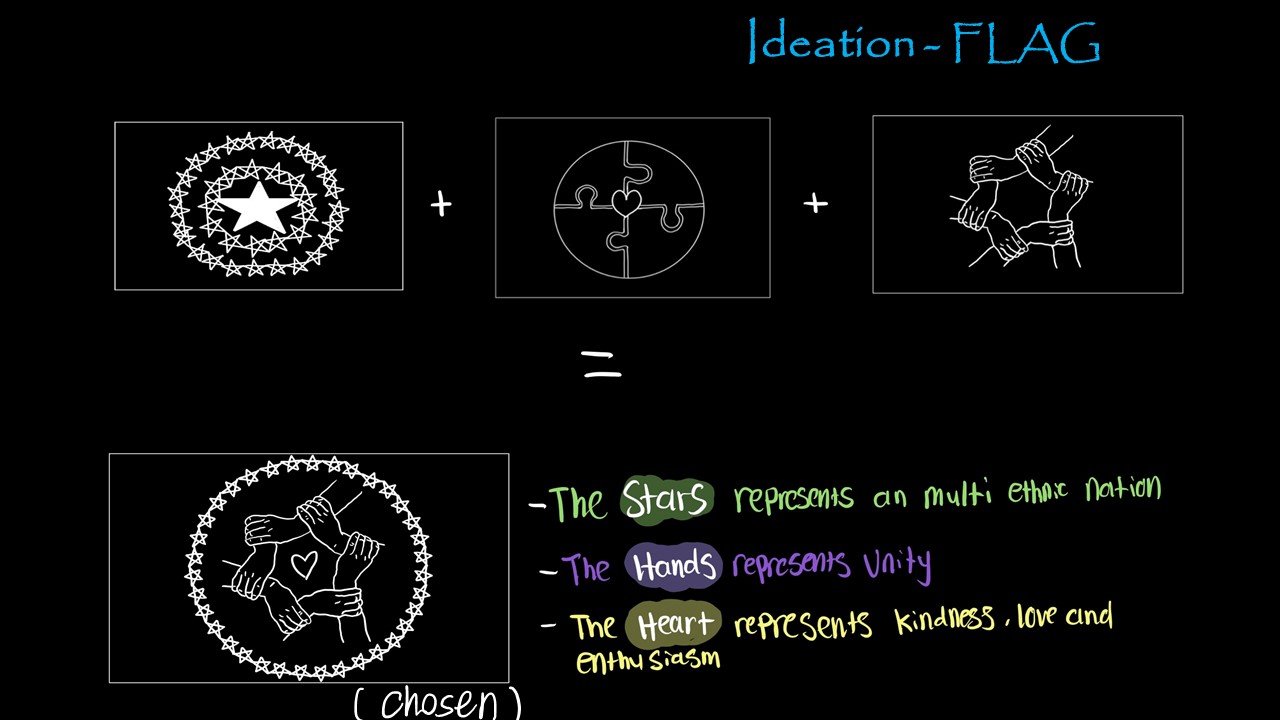 Ideation - FLAG
+ +
=
- The Stars represents an multi ethnic nation
- The Hands represents Unity
- The Heart represents kindness, love and
enthusiasm
(chosen)